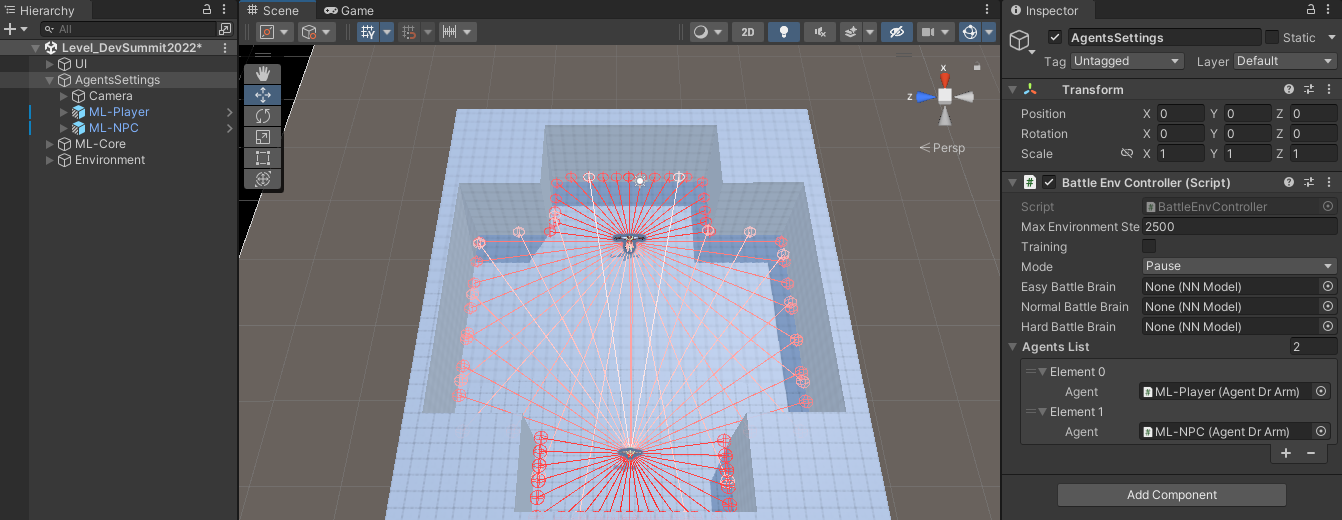 Hierarchy
All
Level_DevSummit2022*
UI
AgentsSettings
Camera
ML-Player
ML-NPC
ML-Core
Environment
Scene
Game
2D
x
z
Persp
Inspector
AgentsSettings
Static
Tag Untagged Layer Default
Transform
Position X 0 Y 0 Z 0
Rotation X 0 Y 0 Z 0
Scale X 1 Y 1 Z 1
Battle Env Controller (Script)
Script BattleEnvController
Max Environment Ste 2500
Training
Mode Pause
Easy Battle Brain None (NN Model)
Normal Battle Brain None (NN Model)
Hard Battle Brain None (NN Model)
Agents List 2
Element 0
Agent ML-Player (Agent Dr Arm)
Element 1
Agent ML-NPC (Agent Dr Arm)
Add Component